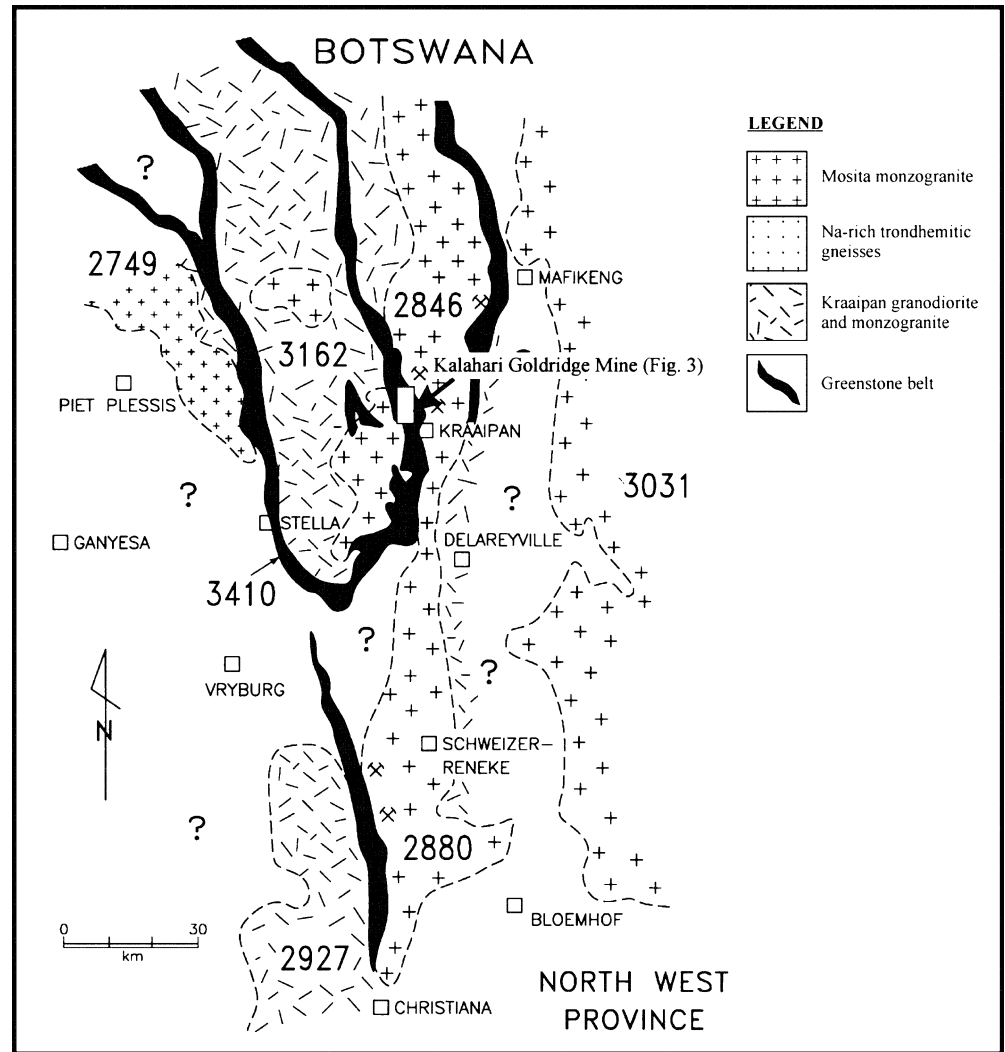 BOTSWANA
LEGEND
Mosita monzogranite
Na-rich trondhemitic
gneisses
Kraaipan granodiorite
and monzogranite
Greenstone belt
?
2749
MAFIKENG
2846
3162
Kalahari Goldridge Mine (Fig. 3)
PIET PLESSIS
KRAAIPAN
?
?
3031
STELLA
GANYESA
DELAREYVILLE
3410
?
?
VRYBURG
N
SCHWEIZER-
RENEKE
?
2880
BLOEMHOF
0 30
km
2927
NORTH WEST
PROVINCE
CHRISTIANA